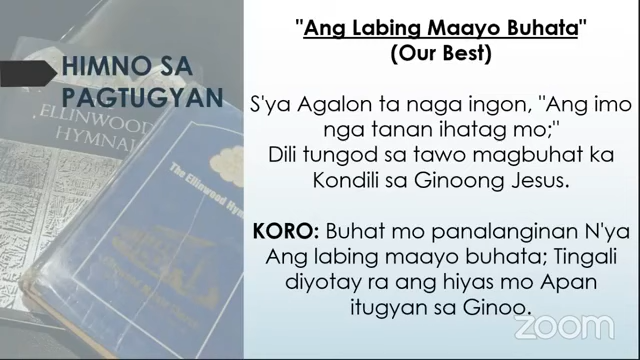 HIMNO SA
PAGTUGYAN
ELLINWOOD
HYMNAL
The Ellinwood
"Ang Labing Maayo Buhata"
(Our Best)
S'ya Agalon ta naga ingon, "Ang imo
nga tanan ihatag mo;"
Dili tungod sa tawo magbuhat ka
Kondili sa Ginoong Jesus.
KORO: Buhat mo panalanginan N'ya
Ang labing maayo buhata; Tingali
diyotay ra ang hiyas mo Apan
itugyan sa Ginoo.
zoom